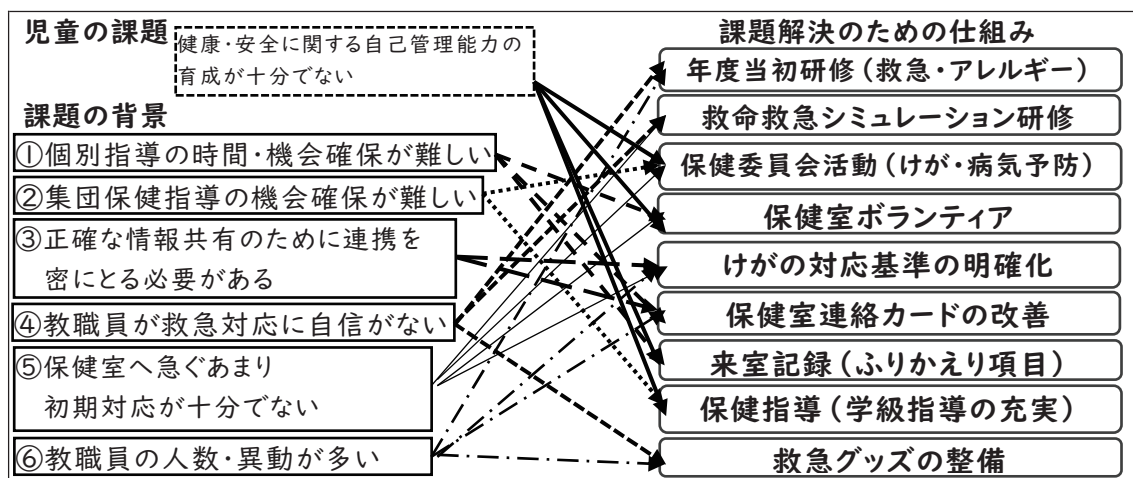 児童の課題
健康・安全に関する自己管理能力の
育成が十分でない
課題の背景
①個別指導の時間・機会確保が難しい
②集団保健指導の機会確保が難しい
③正確な情報共有のために連携を
密にとる必要がある
④教職員が救急対応に自信がない
⑤保健室へ急ぐあまり
初期対応が十分でない
⑥教職員の人数・異動が多い
課題解決のための仕組み
年度当初研修(救急・アレルギー)
救命救急シミュレーション研修
保健委員会活動(けが・病気予防)
保健室ボランティア
けがの対応基準の明確化
保健室連絡カードの改善
来室記録(ふりかえり項目)
保健指導(学級指導の充実)
救急グッズの整備